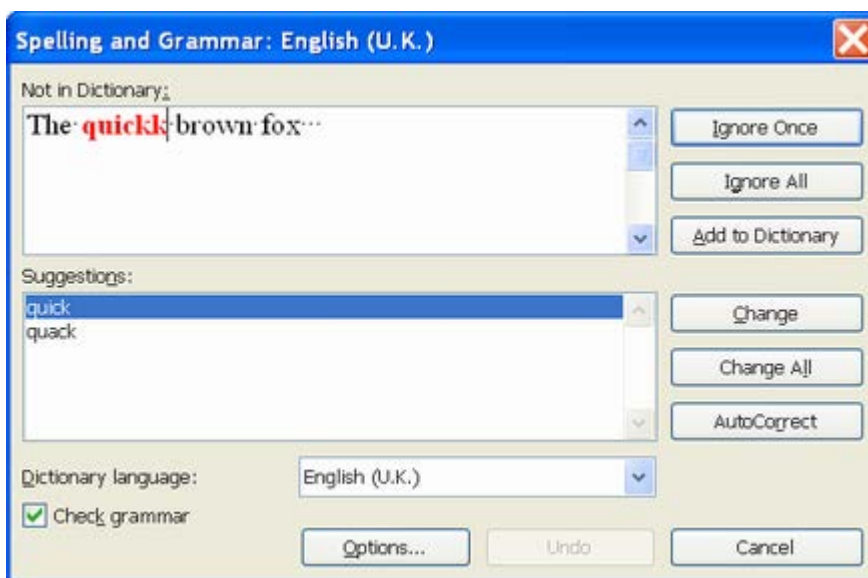 Spelling and Grammar: English (U.K.)
Not in Dictionary:
The quickk brown fox...
Ignore Once
Ignore All
Add to Dictionary
Suggestions:
quick
quack
Change
Change All
AutoCorrect
Dictionary language:
English (U.K.)
Check grammar
Options...
Undo
Cancel